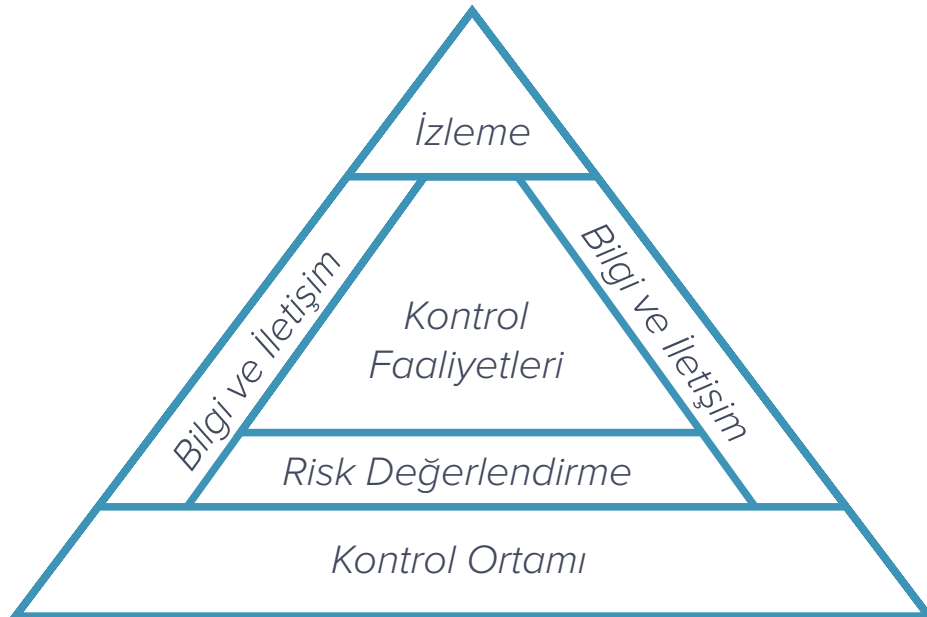 İzleme
Bilgi ve İletişim
Bilgi ve İletişim
Kontrol
Faaliyetleri
Risk Değerlendirme
Kontrol Ortamı